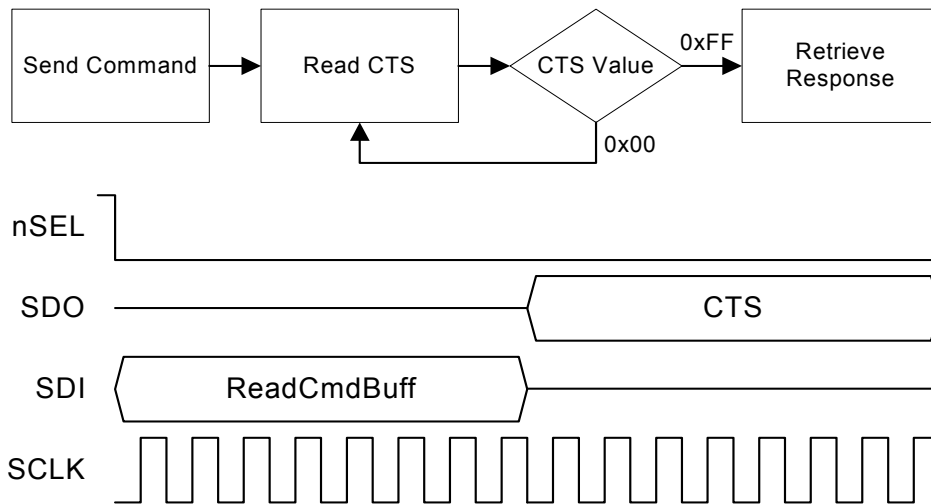 Send Command
Read CTS
CTS Value
0xFF
Retrieve
Response
0x00
nSEL
SDO
CTS
SDI
ReadCmdBuff
SCLK